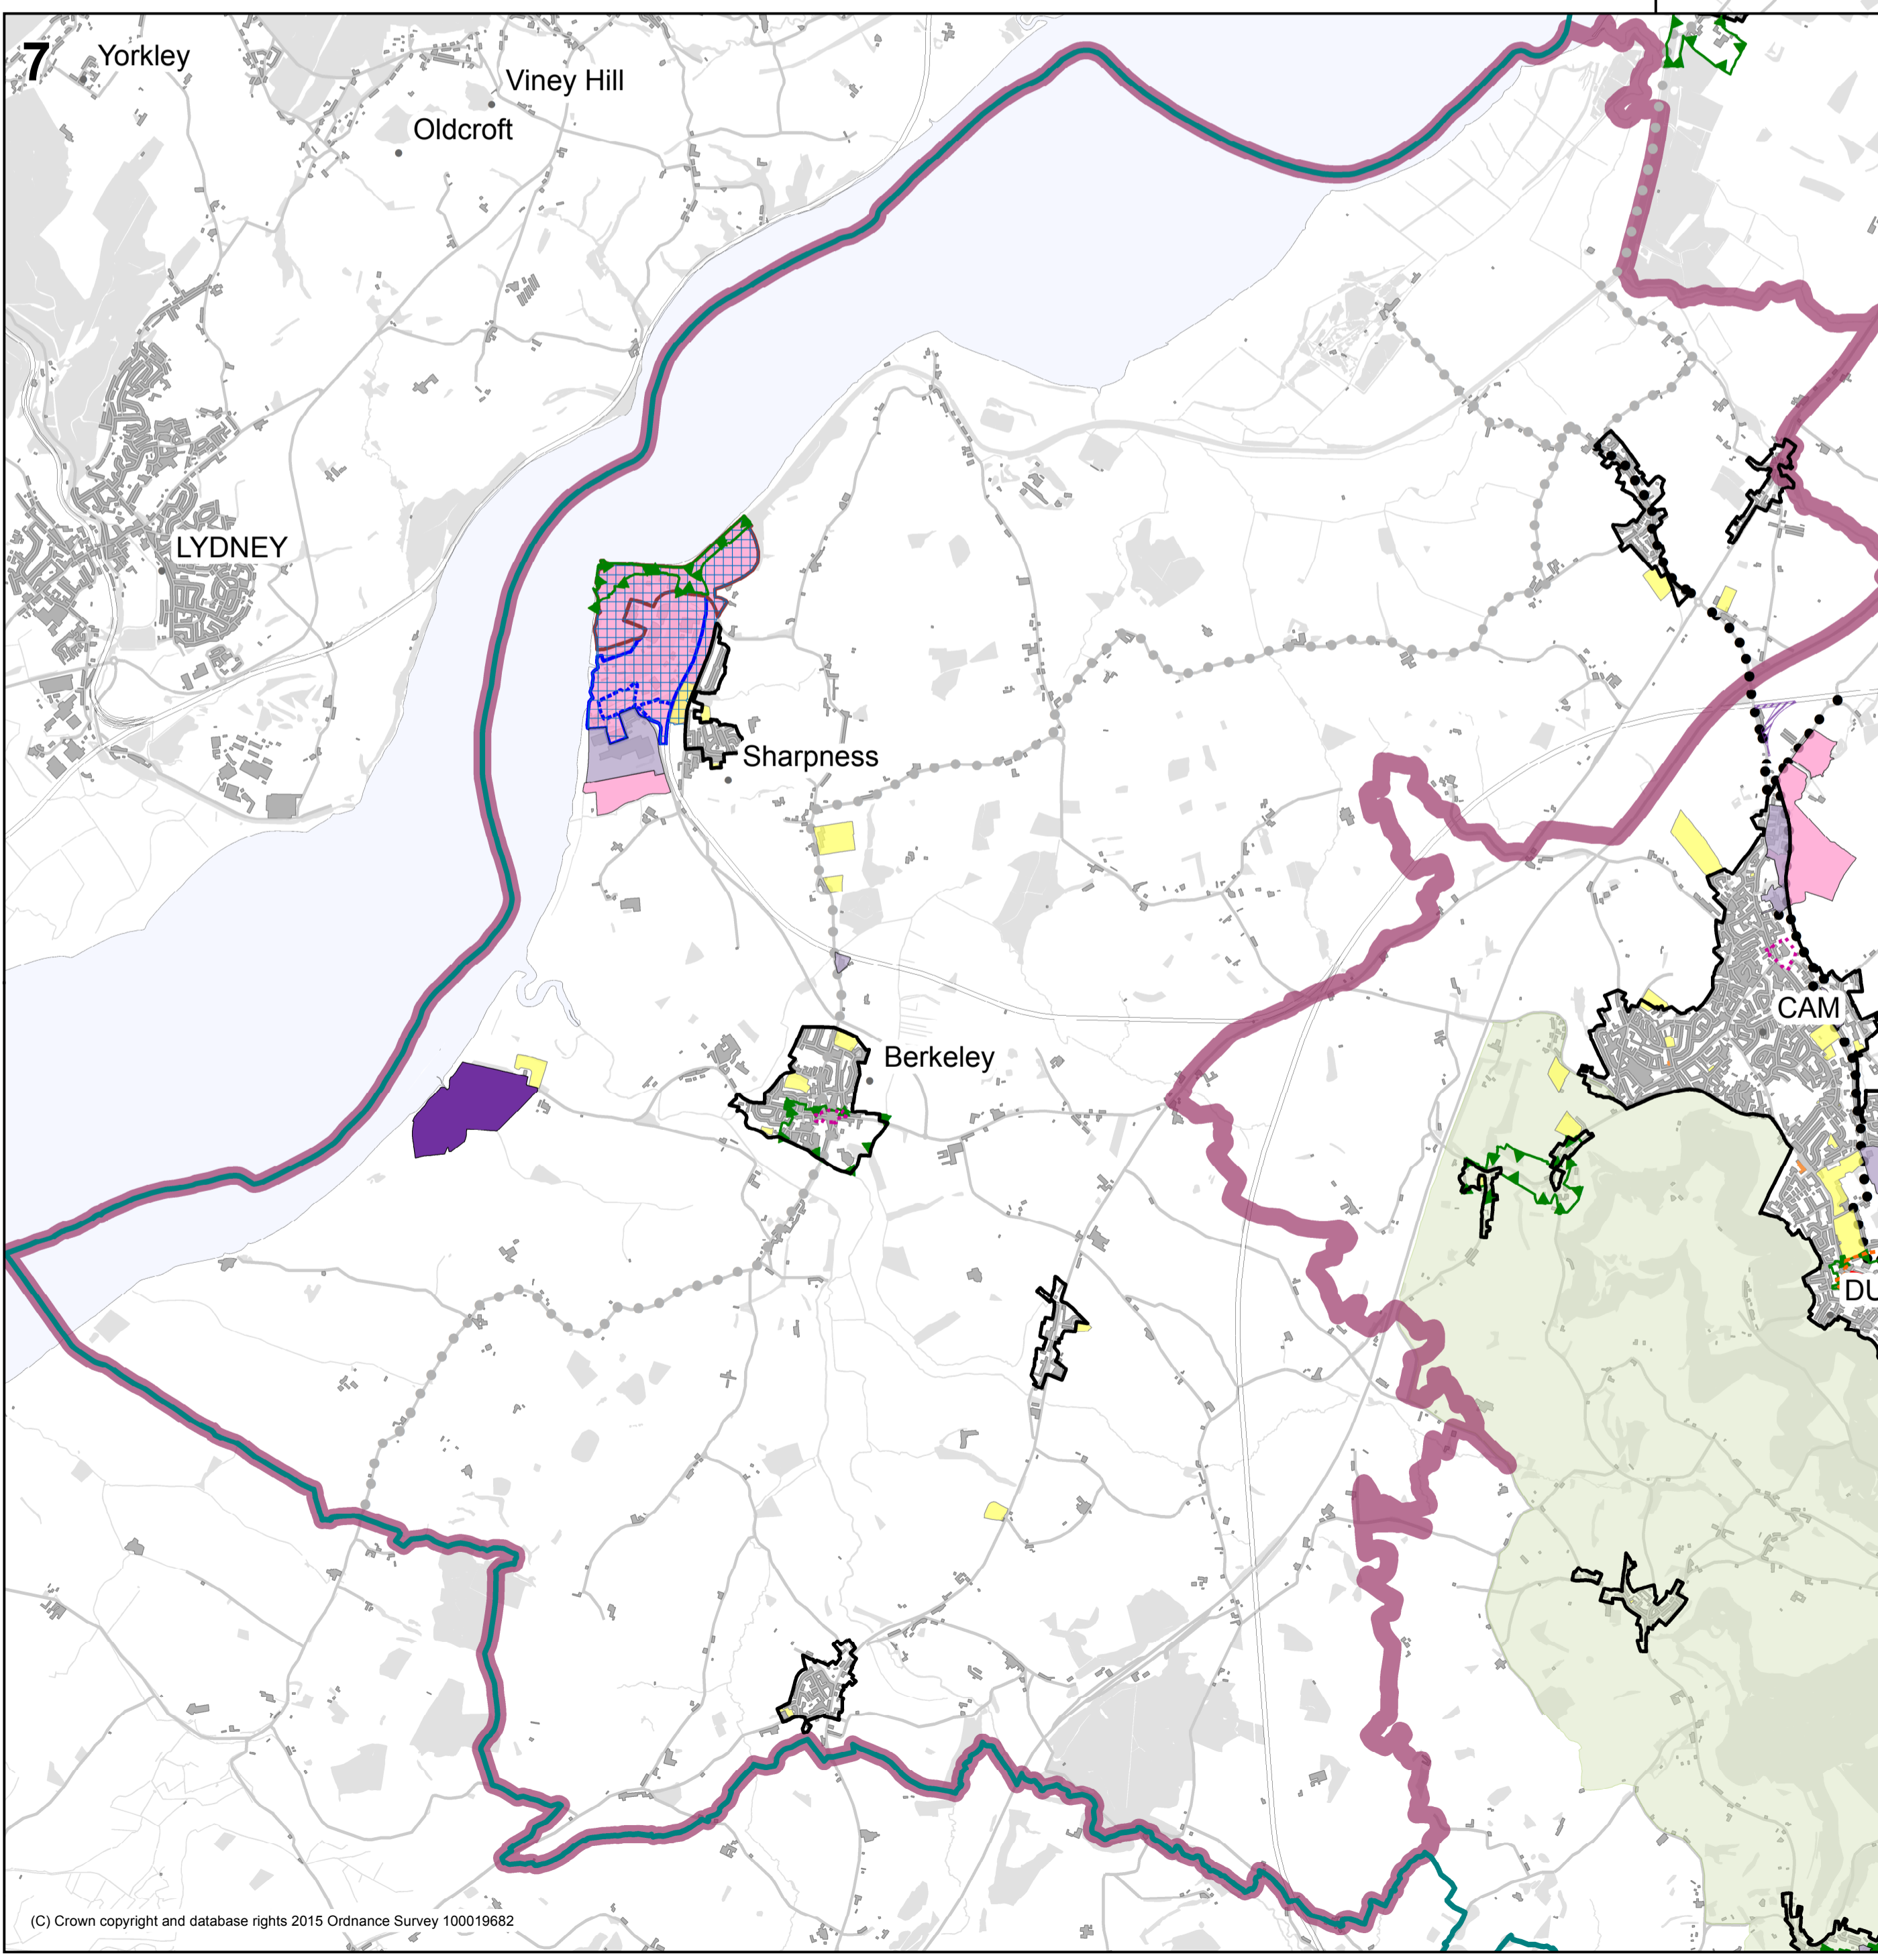 7
Yorkley
Viney Hill
Oldcroft
LYDNEY
Sharpness
CAM
Berkeley
DU
(C) Crown copyright and database rights 2015 Ordnance Survey 100019682